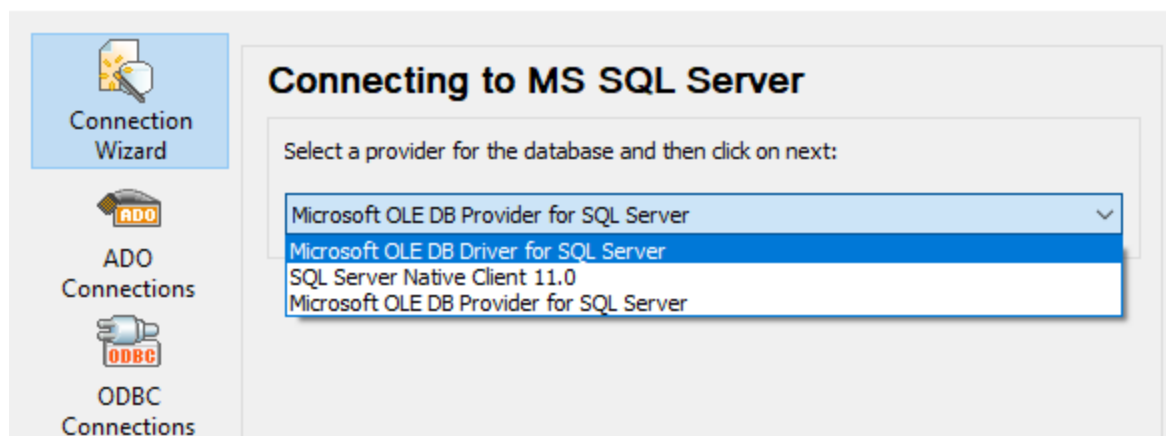 Connection
Wizard
ADO
ADO
Connections
ODBC
ODBC
Connections
Connecting to MS SQL Server
Select a provider for the database and then click on next:
Microsoft OLE DB Provider for SQL Server
Microsoft OLE DB Driver for SQL Server
SQL Server Native Client 11.0
Microsoft OLE DB Provider for SQL Server